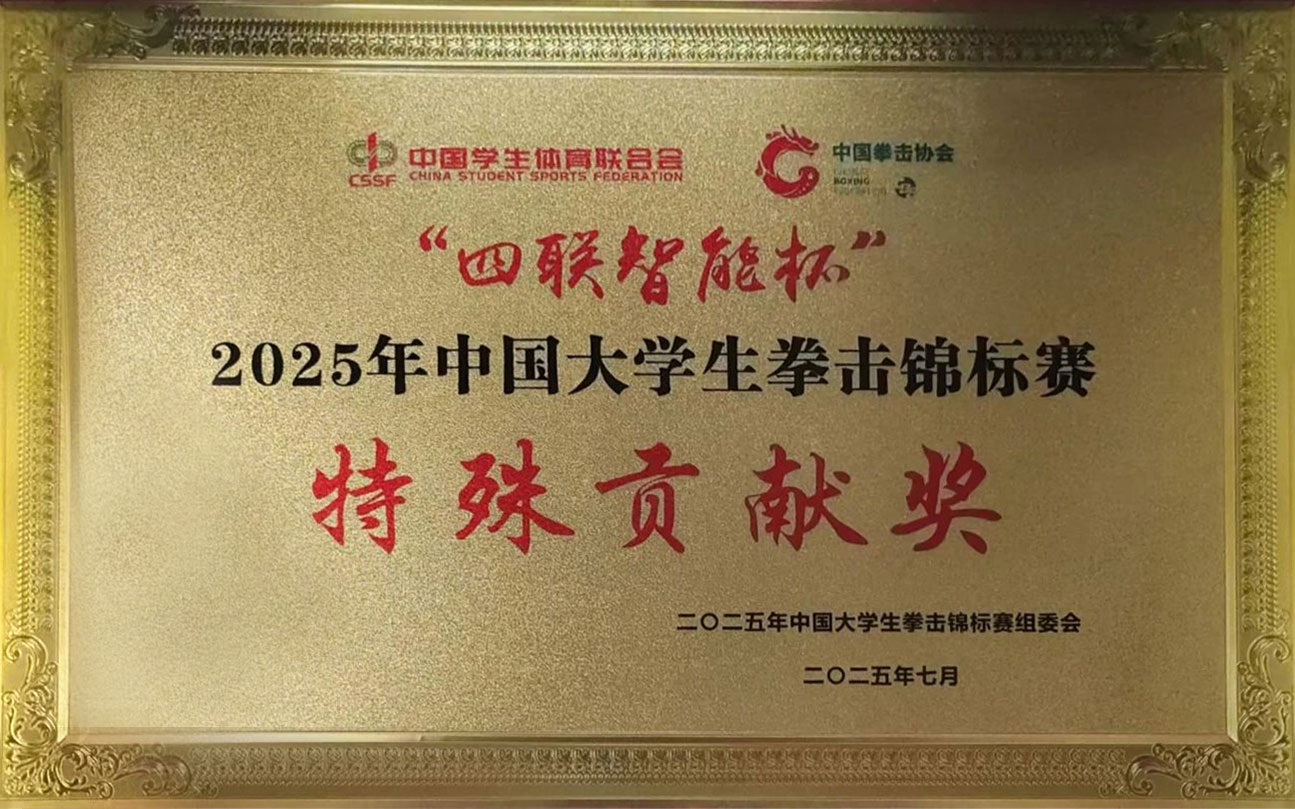 中国学生体育联合会
CSSF CHINA STUDENT SPORTS FEDERATION
中国拳击协会
BOXING
“四联智能杯”
2025年中国大学生拳击锦标赛
特殊贡献奖
二〇二五年中国大学生拳击锦标赛组委会
二〇二五年七月